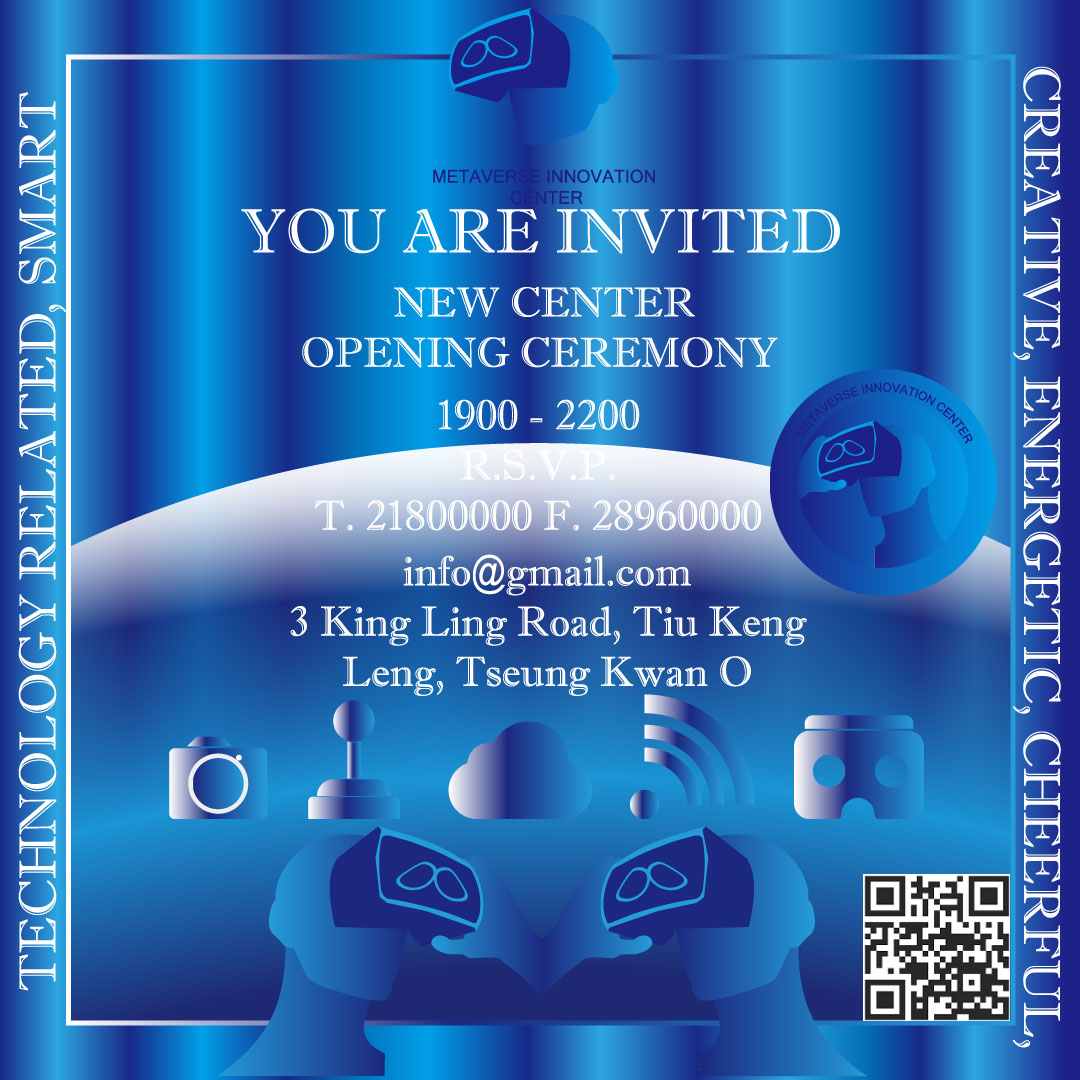 METAVERSE INNOVATION
CENTER
YOU ARE INVITED
NEW CENTER
OPENING CEREMONY
1900 - 2200
R.S.V.P.
T. 21800000 F. 28960000
info@gmail.com
3 King Ling Road, Tiu Keng
Leng, Tseung Kwan O
METAVERSE INNOVATION CENTER
TECHNOLOGY RELATED, SMART
CREATIVE, ENERGETIC, CHEERFUL,